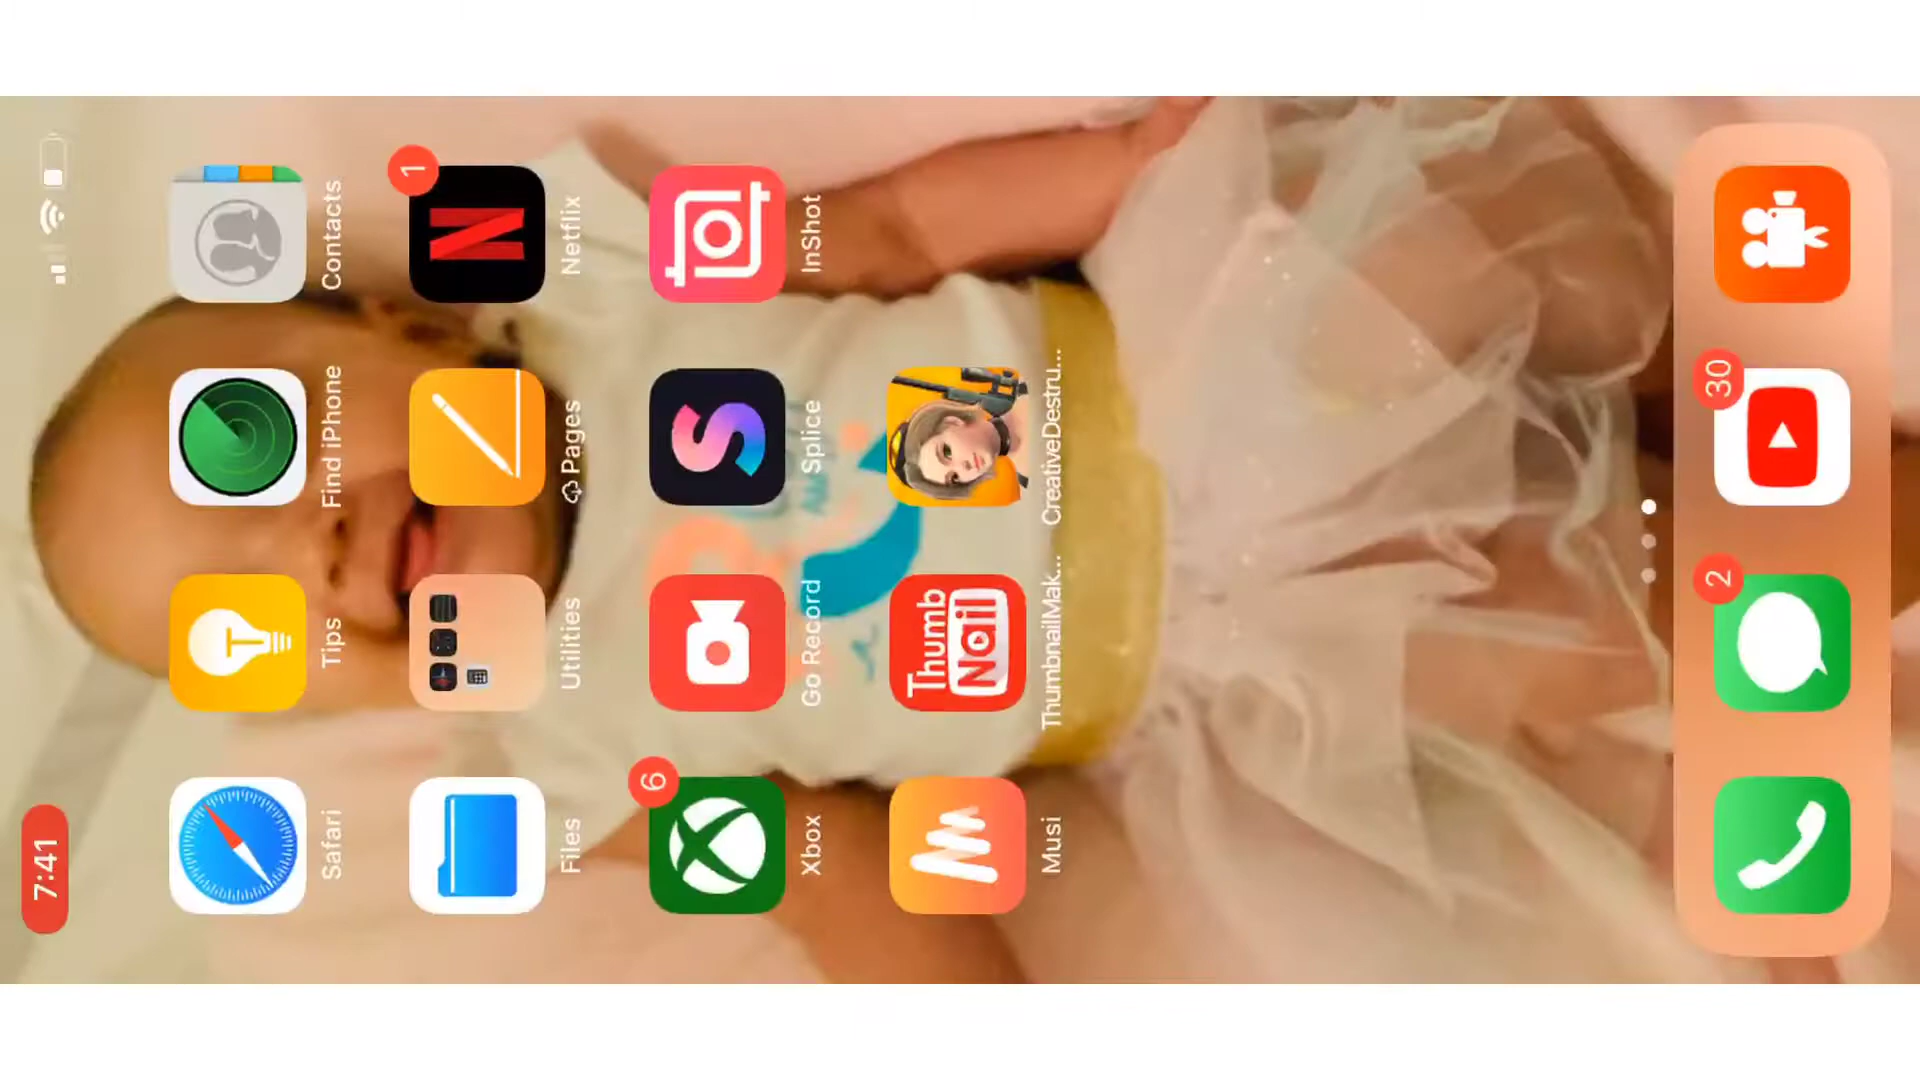 7:41
Safari
Tips
Find iPhone
Contacts
Files
Utilities
Pages
Netflix
1
Xbox
6
Go Record
Splice
InShot
Musi
Thumb
Nail
ThumbnailMak...
CreativeDestru...
2
30